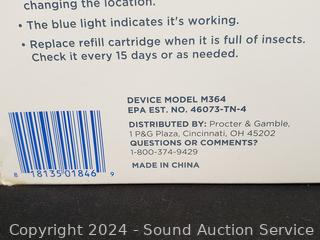 changing the location.
• The blue light indicates it's working.
• Replace refill cartridge when it is full of insects.
Check it every 15 days or as needed.
DEVICE MODEL M364
EPA EST. NO. 46073-TN-4
DISTRIBUTED BY: Procter & Gamble,
1 P&G Plaza, Cincinnati, OH 45202
QUESTIONS OR COMMENTS?
1-800-374-9429
MADE IN CHINA
8 18135 01846 9
Copyright 2024 - Sound Auction Service